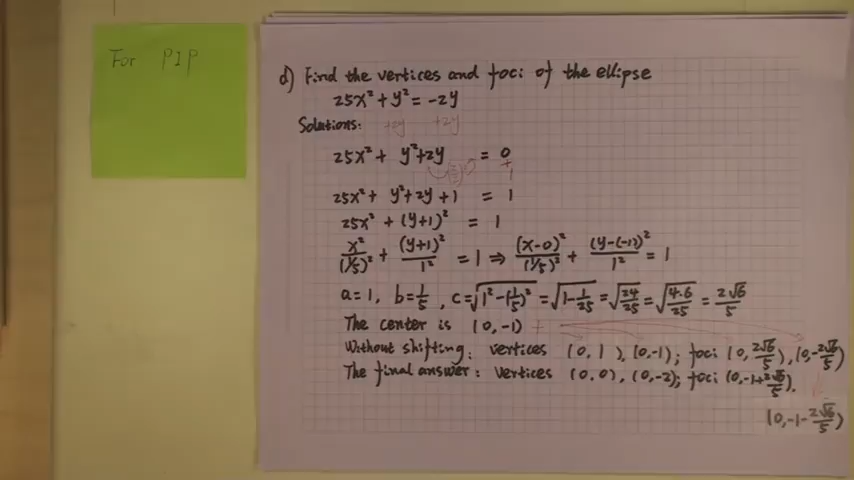 For PIP
d) Find the vertices and foci of the ellipse
25x² + y² = -2y
Solutions: +2y +2y
25x² + y²+2y = 0
(2/2)² + 1
25x² + y²+2y+1 = 1
25x² + (y+1)² = 1
x²/(1/5)² + (y+1)²/1² = 1 ⇒ (x-0)²/(1/5)² + (y-(-1))²/1² = 1
a=1, b=1/5, c=√(1²-(1/5)²) = √(1-1/25) = √(24/25) = √(4·6/25) = 2√6/5
The center is (0,-1) +
Without shifting: vertices (0,1), (0,-1); foci (0, 2√6/5), (0,-2√6/5)
The final answer: vertices (0,0), (0,-2); foci (0,-1+2√6/5),
(0,-1-2√6/5)